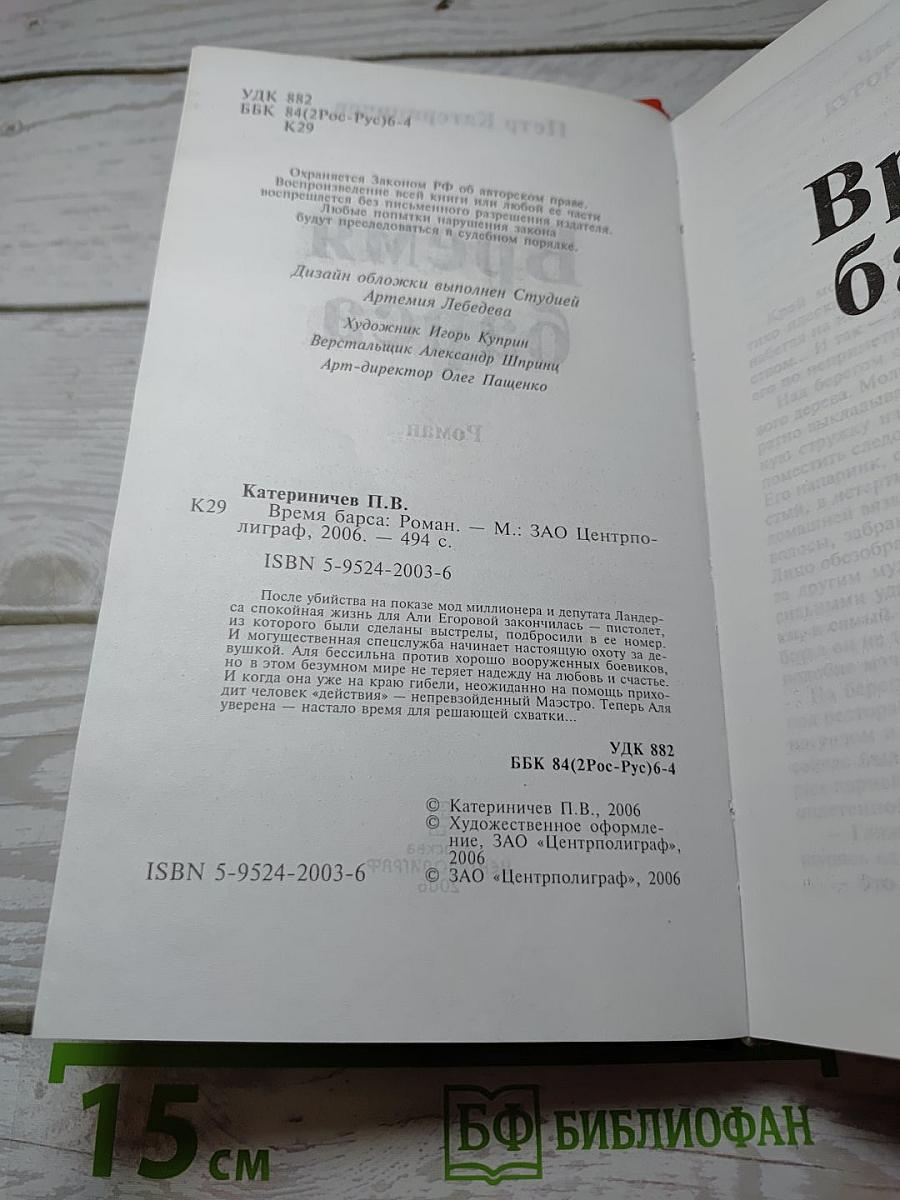 УДК 882
ББК 84(2Рос-Рус)6-4
К29
Охраняется Законом РФ об авторском праве.
Воспроизведение всей книги или любой ее части
воспрещается без письменного разрешения издателя.
Любые попытки нарушения закона
будут преследоваться в судебном порядке.
Дизайн обложки выполнен Студией
Артемия Лебедева
Художник Игорь Куприн
Верстальщик Александр Шпринц
Арт-директор Олег Пащенко
Катериничев П.В.
К29 Время барса: Роман. — М.: ЗАО Центрпо-
лиграф, 2006. — 494 с.
ISBN 5-9524-2003-6
После убийства на показе мод миллионера и депутата Ландер-
са спокойная жизнь для Али Егоровой закончилась — пистолет,
из которого были сделаны выстрелы, подбросили в ее номер.
И могущественная спецслужба начинает настоящую охоту за де-
вушкой. Аля бессильна против хорошо вооруженных боевиков,
но в этом безумном мире не теряет надежду на любовь и счастье.
И когда она уже на краю гибели, неожиданно на помощь прихо-
дит человек «действия» — непревзойденный Маэстро. Теперь Аля
уверена — настало время для решающей схватки...
УДК 882
ББК 84(2Рос-Рус)6-4
© Катериничев П.В., 2006
© Художественное оформле-
ние, ЗАО «Центрполиграф»,
2006
ISBN 5-9524-2003-6 © ЗАО «Центрполиграф», 2006
15 см
БФ БИБЛИОФАН